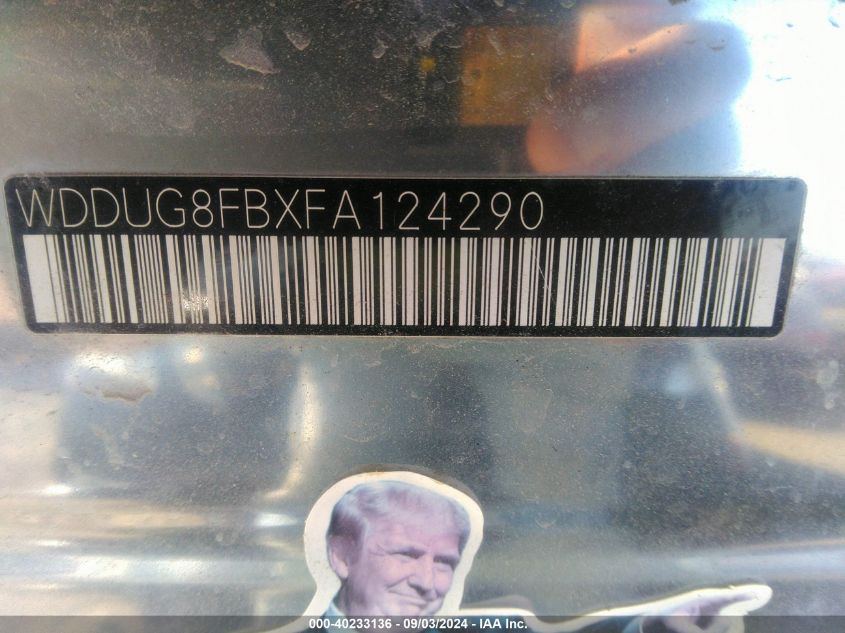 WDDUG8FBXFA124290
000-40233136 - 09/03/2024 - IAA Inc.